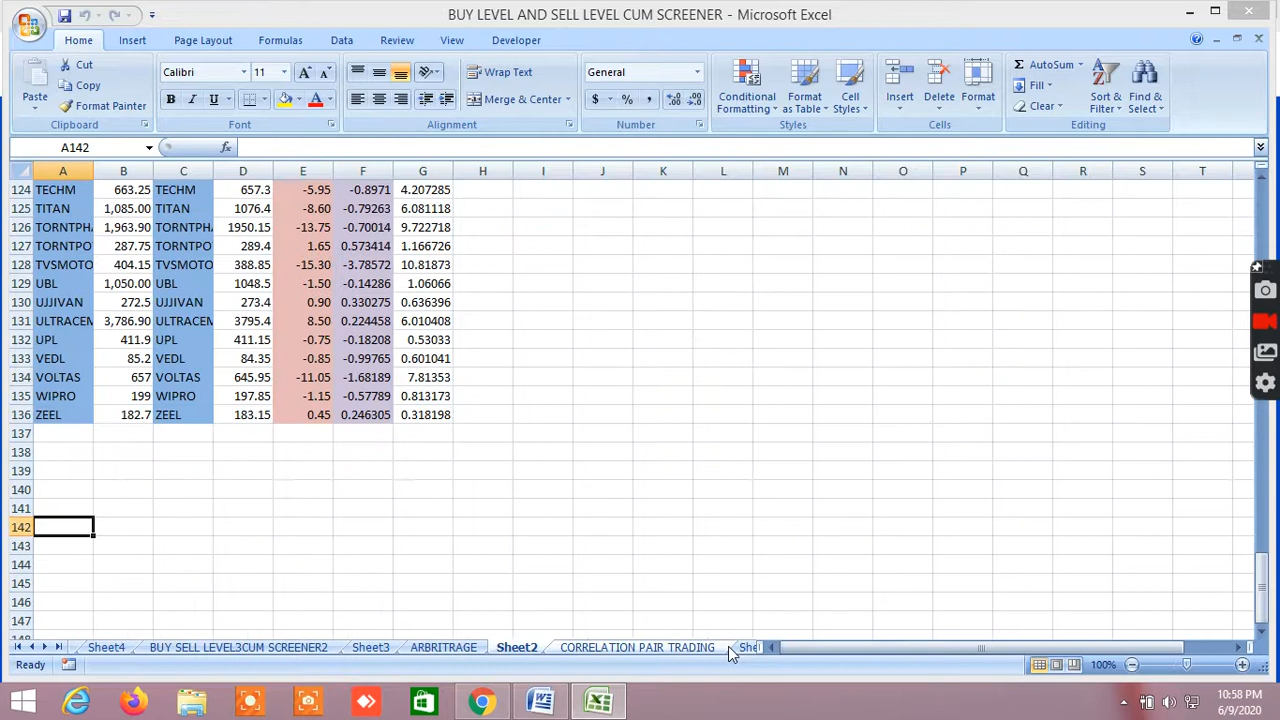 BUY LEVEL AND SELL LEVEL CUM SCREENER - Microsoft Excel
Home Insert Page Layout Formulas Data Review View Developer
Paste
Cut
Copy
Format Painter
Clipboard
Calibri 11
B I U
Font
Wrap Text
Merge & Center
Alignment
General
$ % ,
Number
Conditional Formatting
Format as Table
Cell Styles
Styles
Insert Delete Format
Cells
Σ AutoSum
Fill
Clear
Sort & Filter
Find & Select
Editing
A142 fx
A B C D E F G H I J K L M N O P Q R S T
124 TECHM 663.25 TECHM 657.3 -5.95 -0.8971 4.207285
125 TITAN 1,085.00 TITAN 1076.4 -8.60 -0.79263 6.081118
126 TORNTPHA 1,963.90 TORNTPHA 1950.15 -13.75 -0.70014 9.722718
127 TORNTPO 287.75 TORNTPO 289.4 1.65 0.573414 1.166726
128 TVSMOTO 404.15 TVSMOTO 388.85 -15.30 -3.78572 10.81873
129 UBL 1,050.00 UBL 1048.5 -1.50 -0.14286 1.06066
130 UJJIVAN 272.5 UJJIVAN 273.4 0.90 0.330275 0.636396
131 ULTRACEM 3,786.90 ULTRACEM 3795.4 8.50 0.224458 6.010408
132 UPL 411.9 UPL 411.15 -0.75 -0.18208 0.53033
133 VEDL 85.2 VEDL 84.35 -0.85 -0.99765 0.601041
134 VOLTAS 657 VOLTAS 645.95 -11.05 -1.68189 7.81353
135 WIPRO 199 WIPRO 197.85 -1.15 -0.57789 0.813173
136 ZEEL 182.7 ZEEL 183.15 0.45 0.246305 0.318198
137
138
139
140
141
142
143
144
145
146
147
148
Sheet4 BUY SELL LEVEL3CUM SCREENER2 Sheet3 ARBRITRAGE Sheet2 CORRELATION PAIR TRADING She
Ready 100%
10:58 PM
6/9/2020